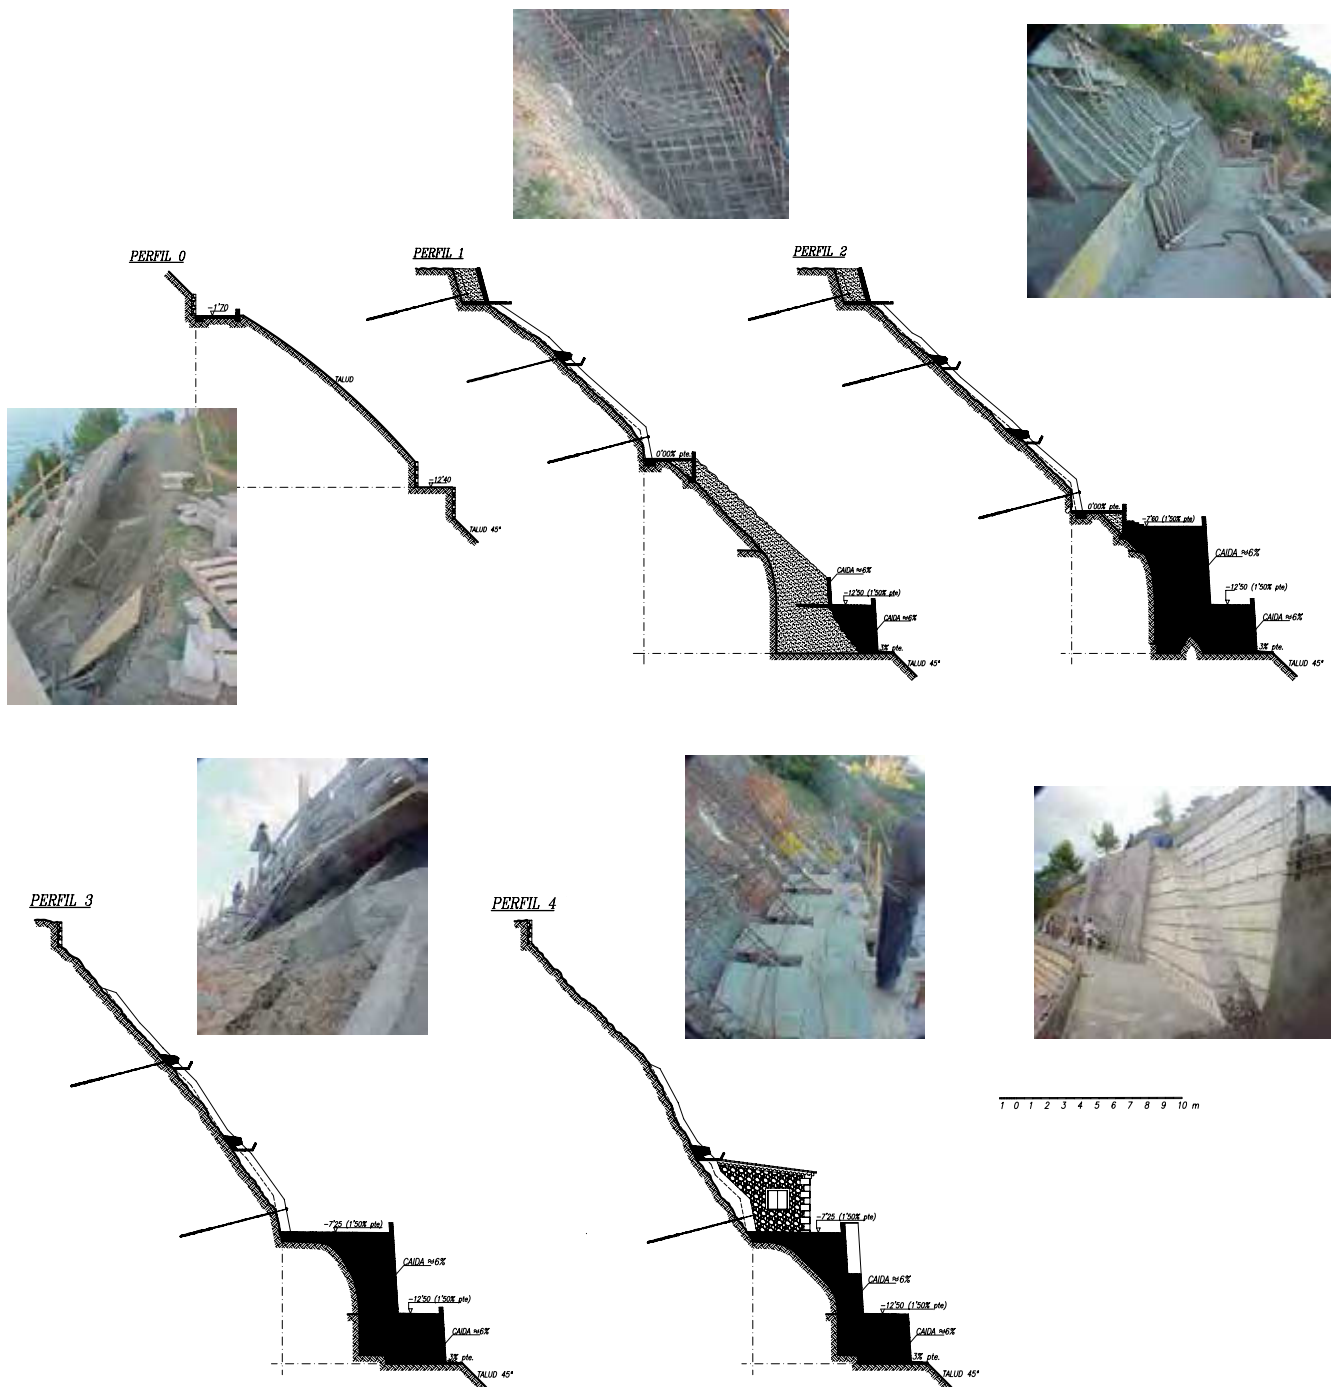 PERFIL 0
-1'70
TALUD
-12'40
TALUD 45°
PERFIL 1
0'00% pte.
CAIDA ≈6%
-12'50 (1'50% pte)
CAIDA ≈6%
3% pte.
TALUD 45°
PERFIL 2
0'00% pte.
-7'60 (1'50% pte)
CAIDA ≈6%
-12'50 (1'50% pte)
CAIDA ≈6%
3% pte.
TALUD 45°
PERFIL 3
-7'25 (1'50% pte)
CAIDA ≈6%
-12'50 (1'50% pte)
CAIDA ≈6%
3% pte.
TALUD 45°
PERFIL 4
-7'25 (1'50% pte)
CAIDA ≈6%
-12'50 (1'50% pte)
CAIDA ≈6%
3% pte.
TALUD 45°
1 0 1 2 3 4 5 6 7 8 9 10 m